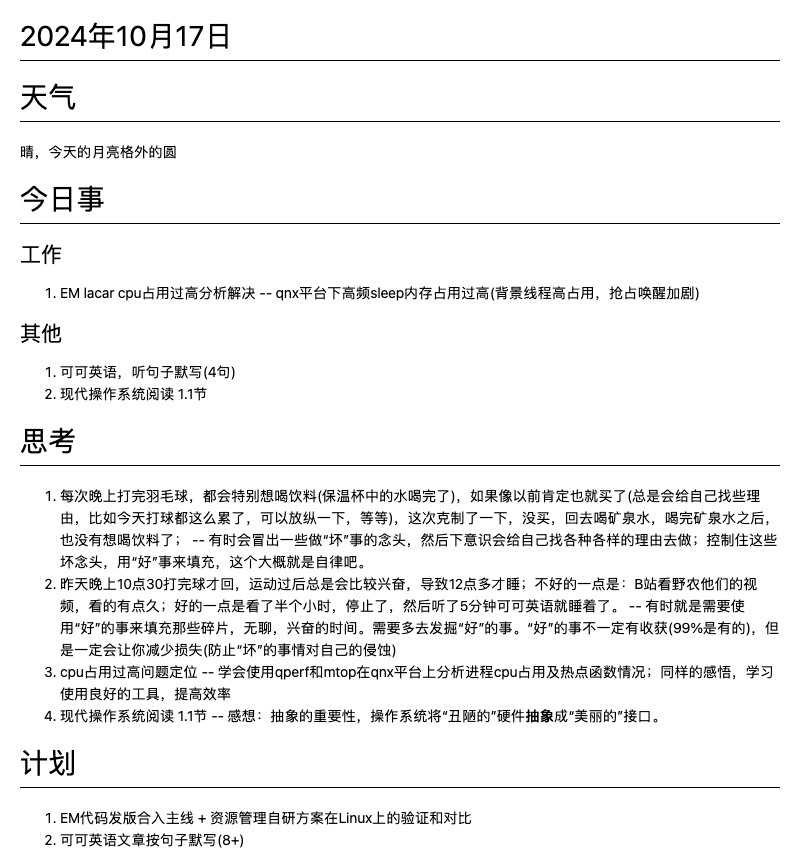 2024年10月17日
天气
晴，今天的月亮格外的圆
今日事
工作
1. EM lacar cpu占用过高分析解决 -- qnx平台下高频sleep内存占用过高(背景线程高占用，抢占唤醒加剧)
其他
1. 可可英语，听句子默写(4句)
2. 现代操作系统阅读 1.1节
思考
1. 每次晚上打完羽毛球，都会特别想喝饮料(保温杯中的水喝完了)，如果像以前肯定也就买了(总是会给自己找些理
由，比如今天打球都这么累了，可以放纵一下，等等)，这次克制了一下，没买，回去喝矿泉水，喝完矿泉水之后，
也没有想喝饮料了； -- 有时会冒出一些做“坏”事的念头，然后下意识会给自己找各种各样的理由去做；控制住这些
坏念头，用“好”事来填充，这个大概就是自律吧。
2. 昨天晚上10点30打完球才回，运动过后总是会比较兴奋，导致12点多才睡；不好的一点是：B站看野农他们的视
频，看的有点久；好的一点是看了半个小时，停止了，然后听了5分钟可可英语就睡着了。 -- 有时就是需要使
用“好”的事来填充那些碎片，无聊，兴奋的时间。需要多去发掘“好”的事。“好”的事不一定有收获(99%是有的)，但
是一定会让你减少损失(防止“坏”的事情对自己的侵蚀)
3. cpu占用过高问题定位 -- 学会使用qperf和mtop在qnx平台上分析进程cpu占用及热点函数情况；同样的感悟，学习
使用良好的工具，提高效率
4. 现代操作系统阅读 1.1节 -- 感想：抽象的重要性，操作系统将“丑陋的”硬件抽象成“美丽的”接口。
计划
1. EM代码发版合入主线 + 资源管理自研方案在Linux上的验证和对比
2. 可可英语文章按句子默写(8+)